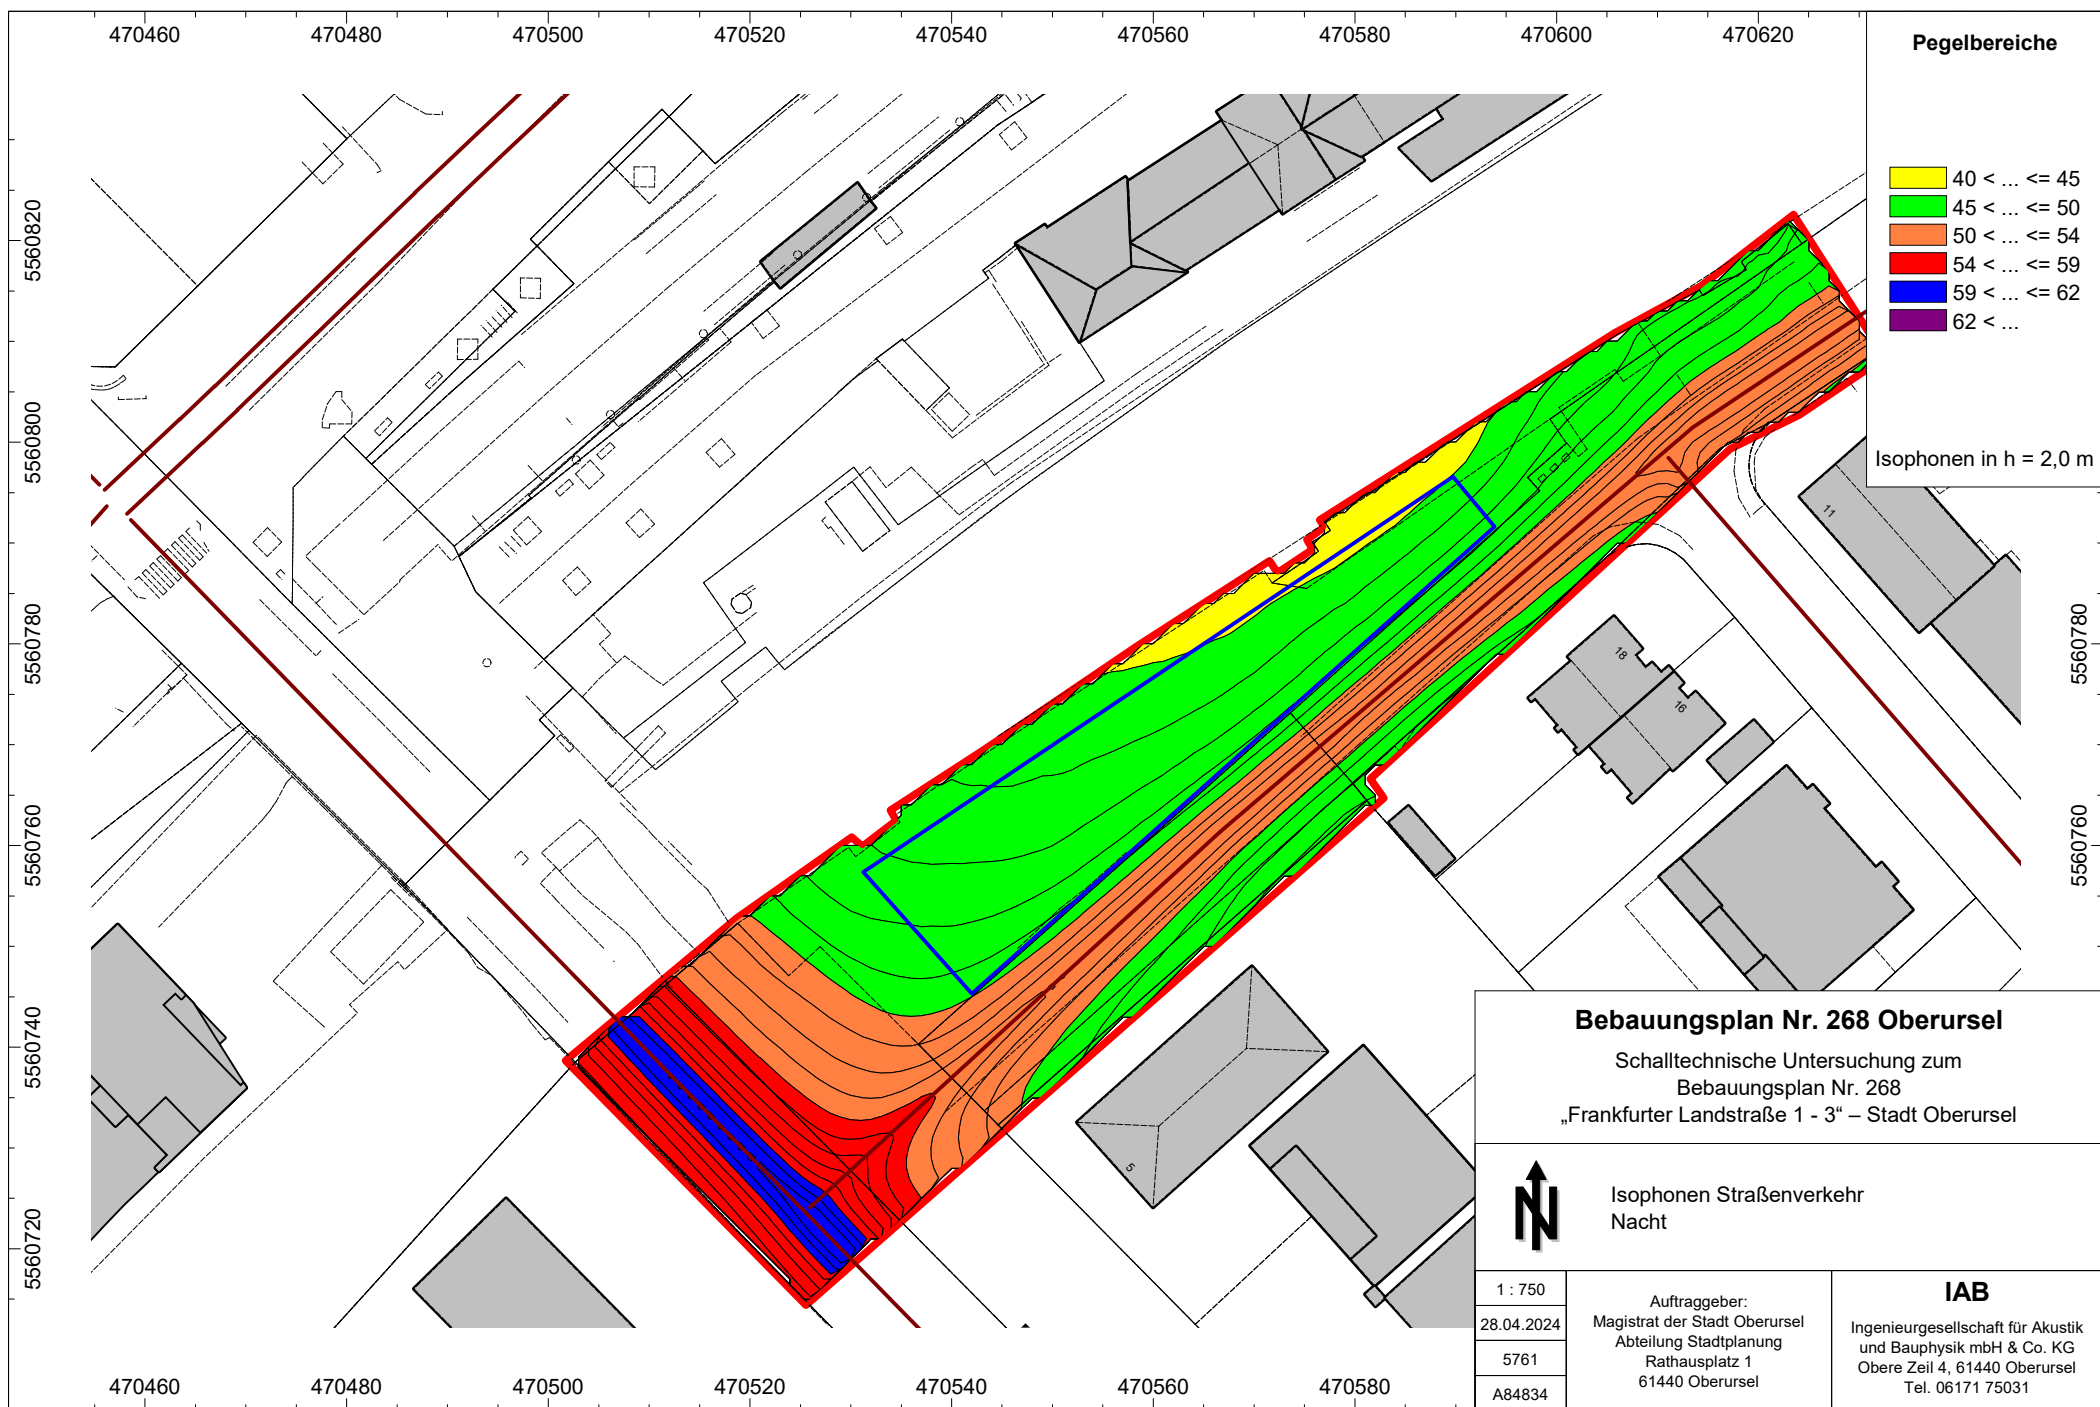 470460 470480 470500 470520 470540 470560 470580 470600 470620
Pegelbereiche
40 < ... <= 45
45 < ... <= 50
50 < ... <= 54
54 < ... <= 59
59 < ... <= 62
62 < ...
Isophonen in h = 2,0 m
5560820
5560800
5560780
5560760
5560740
5560720
5560780
5560760
11
18
16
5
Bebauungsplan Nr. 268 Oberursel
Schalltechnische Untersuchung zum
Bebauungsplan Nr. 268
„Frankfurter Landstraße 1 - 3“ – Stadt Oberursel
N
Isophonen Straßenverkehr
Nacht
1 : 750
28.04.2024
5761
A84834
Auftraggeber:
Magistrat der Stadt Oberursel
Abteilung Stadtplanung
Rathausplatz 1
61440 Oberursel
IAB
Ingenieurgesellschaft für Akustik
und Bauphysik mbH & Co. KG
Obere Zeil 4, 61440 Oberursel
Tel. 06171 75031
470460 470480 470500 470520 470540 470560 470580